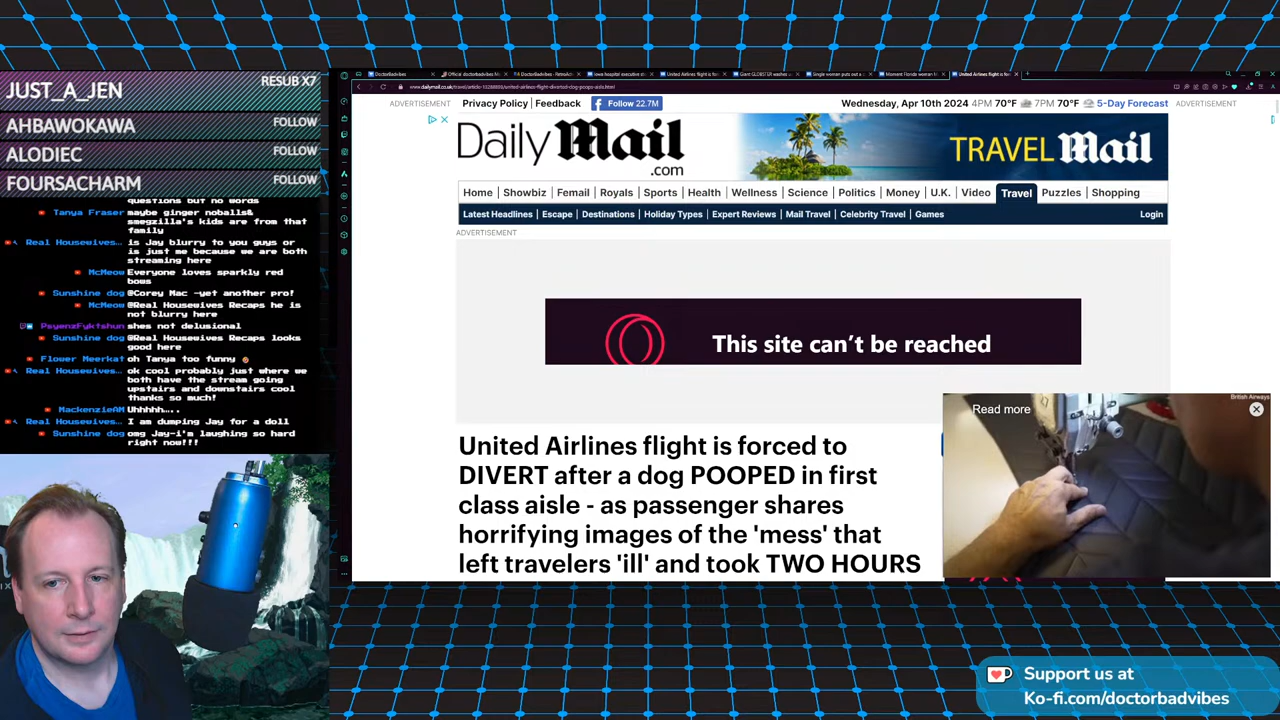 JUST_A_JEN RESUB X7
AHBAWOKAWA FOLLOW
ALODIEC FOLLOW
FOURSACHARM FOLLOW
questions but no words
Tanya Fraser maybe ginger noballs&
smegzilla's kids are from that
family
Real Housewives... is Jay blurry to you guys or
is just me because we are both
streaming here
McMeow Everyone loves sparkly red
bows
Sunshine dog @Corey Mac -yet another pro!
McMeow @Real Housewives Recaps he is
not blurry here
PsyenzFyktshun shes not delusional
Sunshine dog @Real Housewives Recaps looks
good here
Flower Meerkat oh Tanya too funny
Real Housewives... ok cool probably just where we
both have the stream going
upstairs and downstairs cool
thanks so much!
MackenzieAM Uhhhhh....
Real Housewives... I am dumping Jay for a doll
Sunshine dog omg Jay-i'm laughing so hard
right now!!!
DoctorBadvibes
ADVERTISEMENT Privacy Policy | Feedback Follow 22.7M Wednesday, Apr 10th 2024 4PM 70°F 7PM 70°F 5-Day Forecast ADVERTISEMENT
Daily Mail .com TRAVEL Mail
Home Showbiz Femail Royals Sports Health Wellness Science Politics Money U.K. Video Travel Puzzles Shopping
Latest Headlines Escape Destinations Holiday Types Expert Reviews Mail Travel Celebrity Travel Games Login
ADVERTISEMENT
This site can't be reached
British Airways
Read more
United Airlines flight is forced to
DIVERT after a dog POOPED in first
class aisle - as passenger shares
horrifying images of the 'mess' that
left travelers 'ill' and took TWO HOURS
Support us at
Ko-fi.com/doctorbadvibes